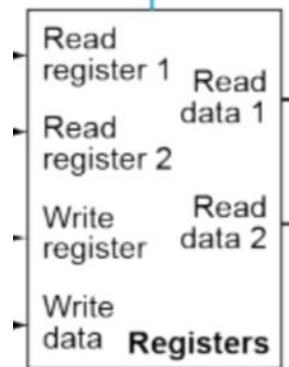 Read
register 1
Read
data 1
Read
register 2
Write
register
Read
data 2
Write
data
Registers